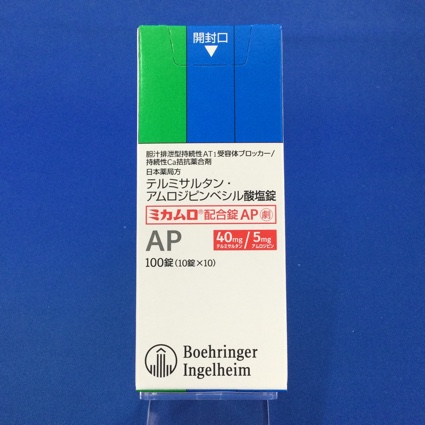 開封口
胆汁排泄型持続性AT₁受容体ブロッカー/
持続性Ca拮抗薬合剤
日本薬局方
テルミサルタン・
アムロジピンベシル酸塩錠
ミカムロ®配合錠AP 劇
AP
40mg/5mg
テルミサルタン アムロジピン
100錠(10錠×10)
Boehringer
Ingelheim